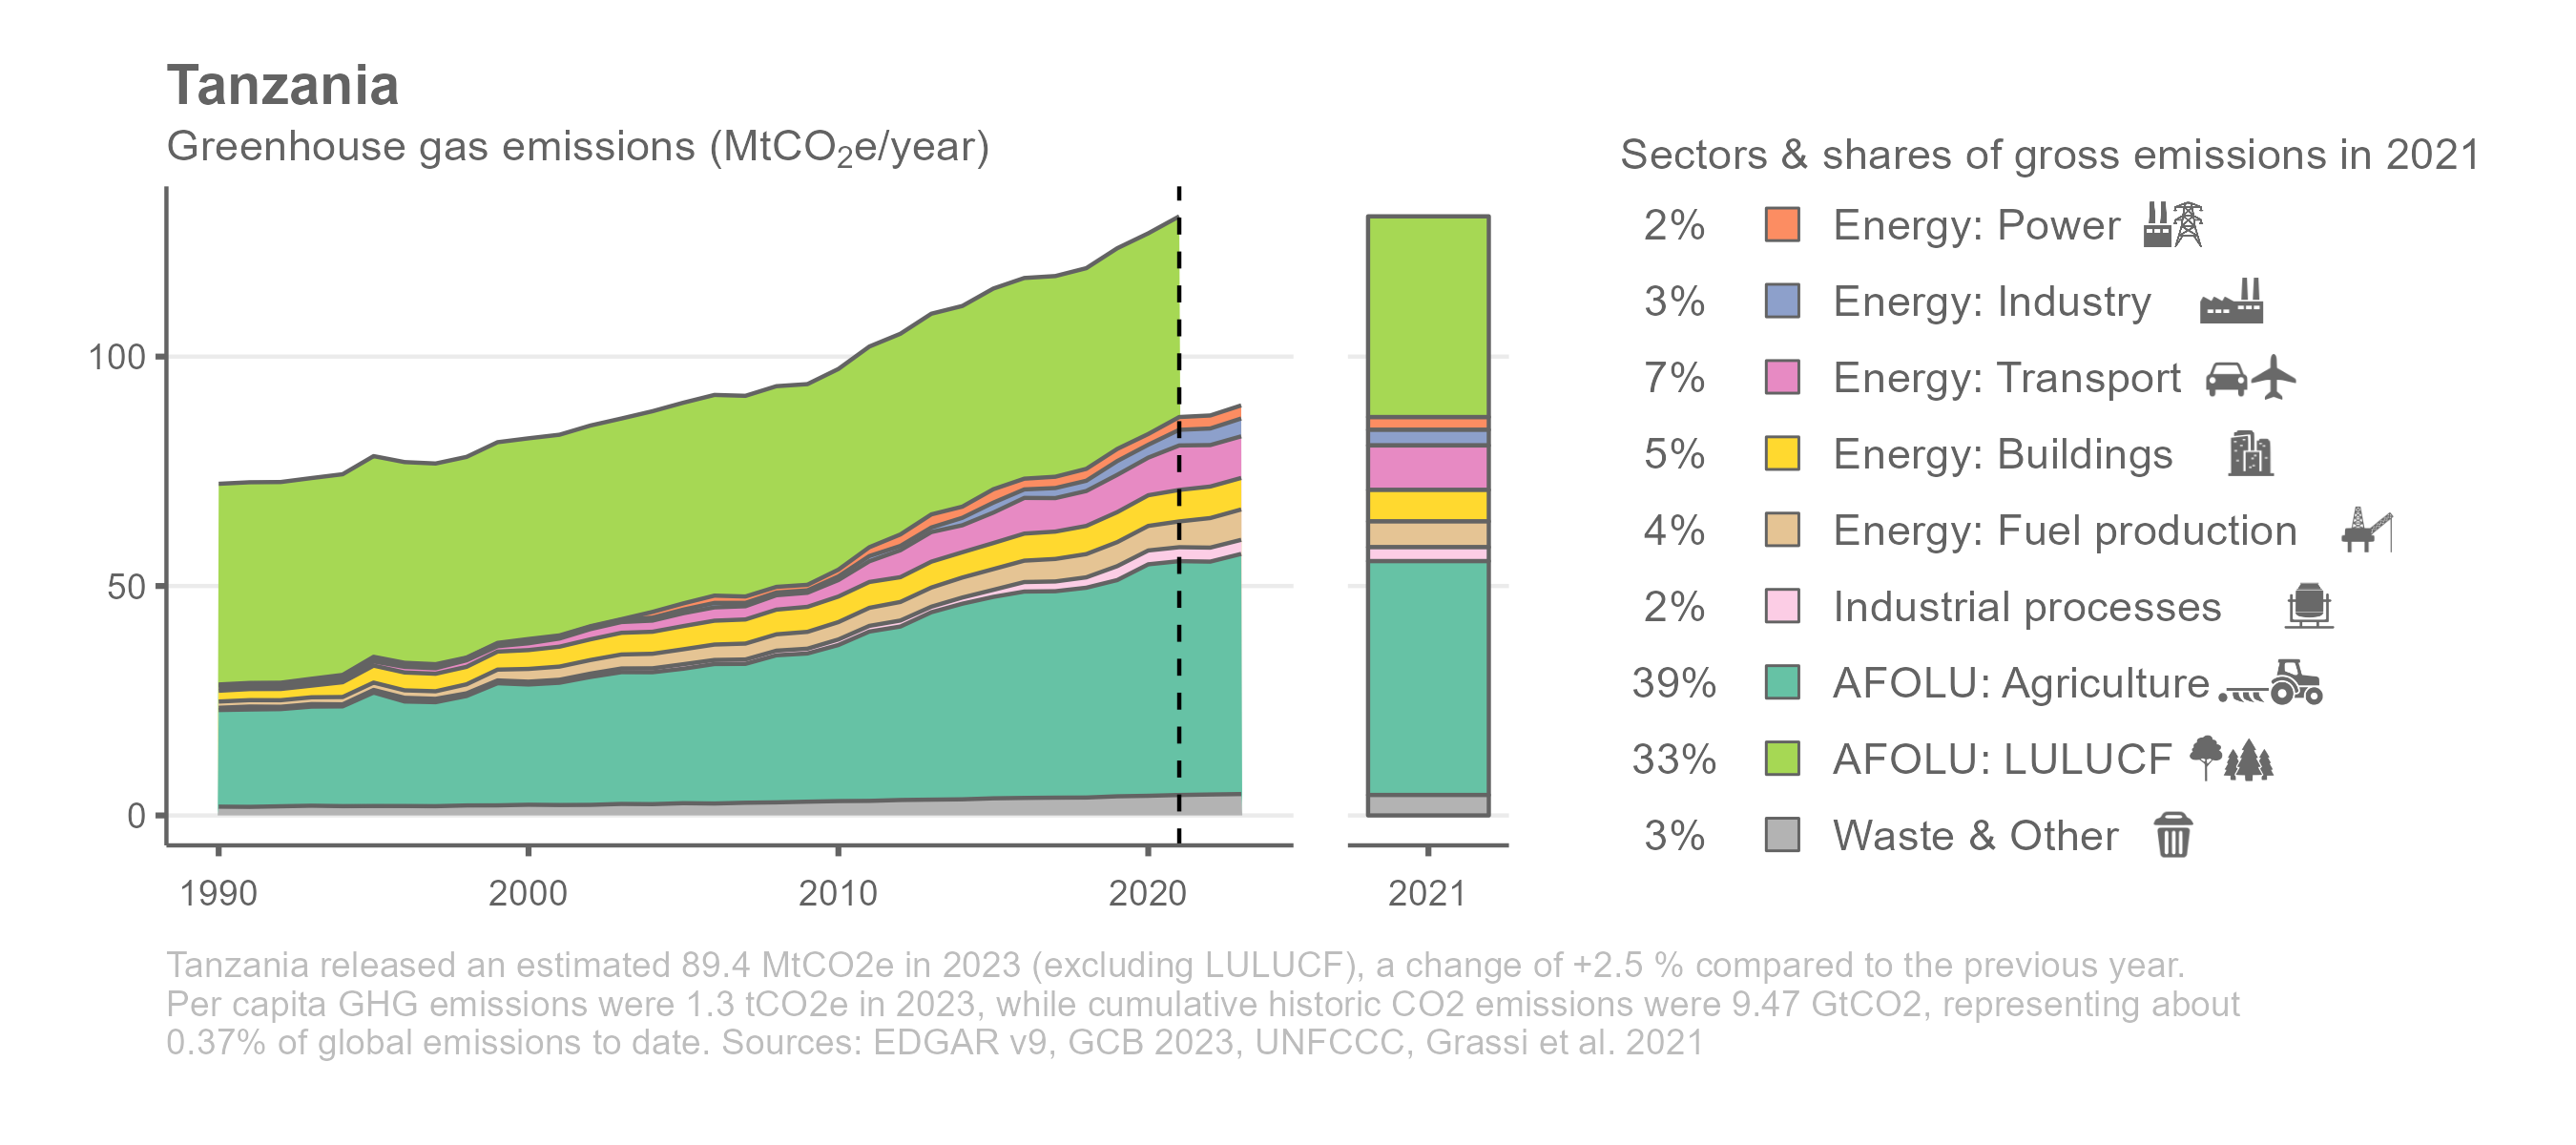 Tanzania
Greenhouse gas emissions (MtCO₂e/year)
100
50
0
1990 2000 2010 2020
2021
Sectors & shares of gross emissions in 2021
2% Energy: Power
3% Energy: Industry
7% Energy: Transport
5% Energy: Buildings
4% Energy: Fuel production
2% Industrial processes
39% AFOLU: Agriculture
33% AFOLU: LULUCF
3% Waste & Other
Tanzania released an estimated 89.4 MtCO2e in 2023 (excluding LULUCF), a change of +2.5 % compared to the previous year.
Per capita GHG emissions were 1.3 tCO2e in 2023, while cumulative historic CO2 emissions were 9.47 GtCO2, representing about
0.37% of global emissions to date. Sources: EDGAR v9, GCB 2023, UNFCCC, Grassi et al. 2021